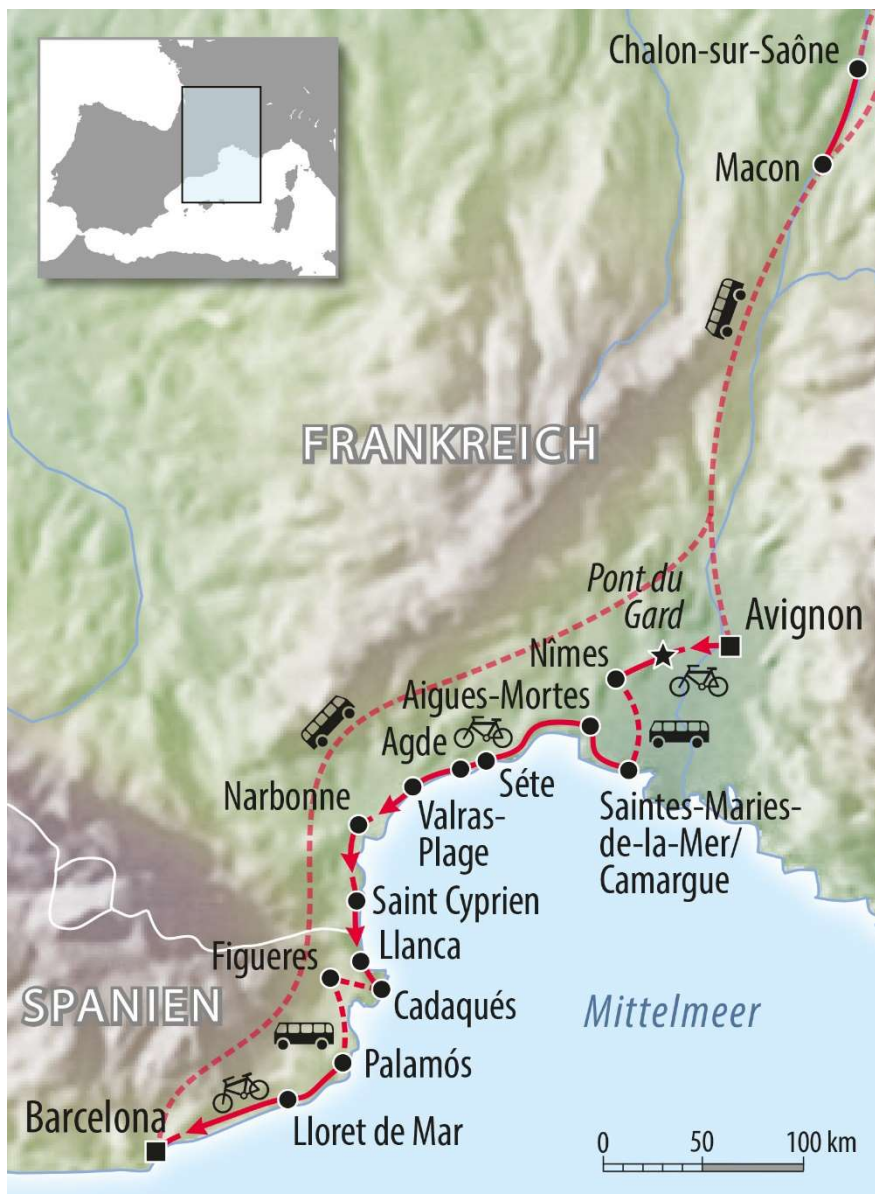 Chalon-sur-Saône
Macon
FRANKREICH
Pont du
Gard
Avignon
Nîmes
Aigues-Mortes
Agde
Séte
Narbonne
Valras-
Plage
Saintes-Maries-
de-la-Mer/
Camargue
Saint Cyprien
Llanca
Figueres
SPANIEN
Cadaqués
Mittelmeer
Palamós
Barcelona
Lloret de Mar
0 50 100 km